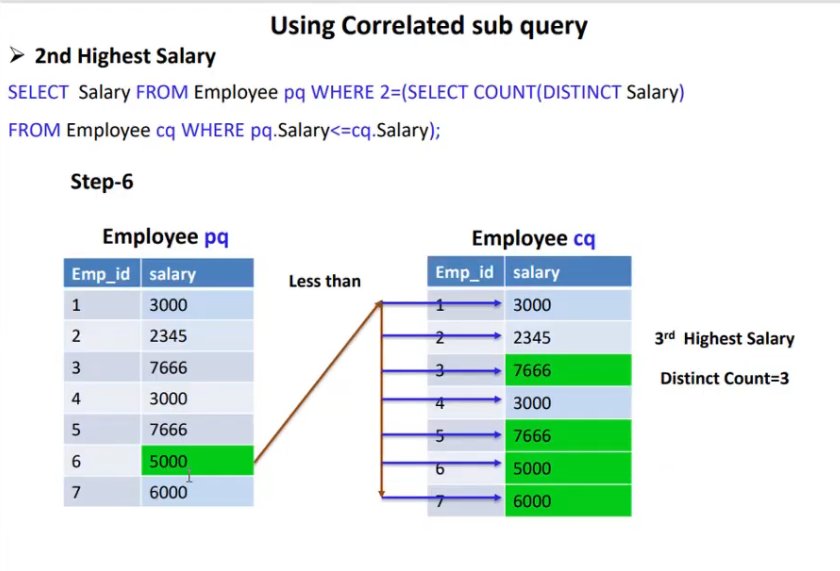 Using Correlated sub query
➢ 2nd Highest Salary
SELECT Salary FROM Employee pq WHERE 2=(SELECT COUNT(DISTINCT Salary)
FROM Employee cq WHERE pq.Salary<=cq.Salary);
Step-6
Employee pq
Emp_id salary
1 3000
2 2345
3 7666
4 3000
5 7666
6 5000
7 6000
Less than
Employee cq
Emp_id salary
1 3000
2 2345
3 7666
4 3000
5 7666
6 5000
7 6000
3rd Highest Salary
Distinct Count=3